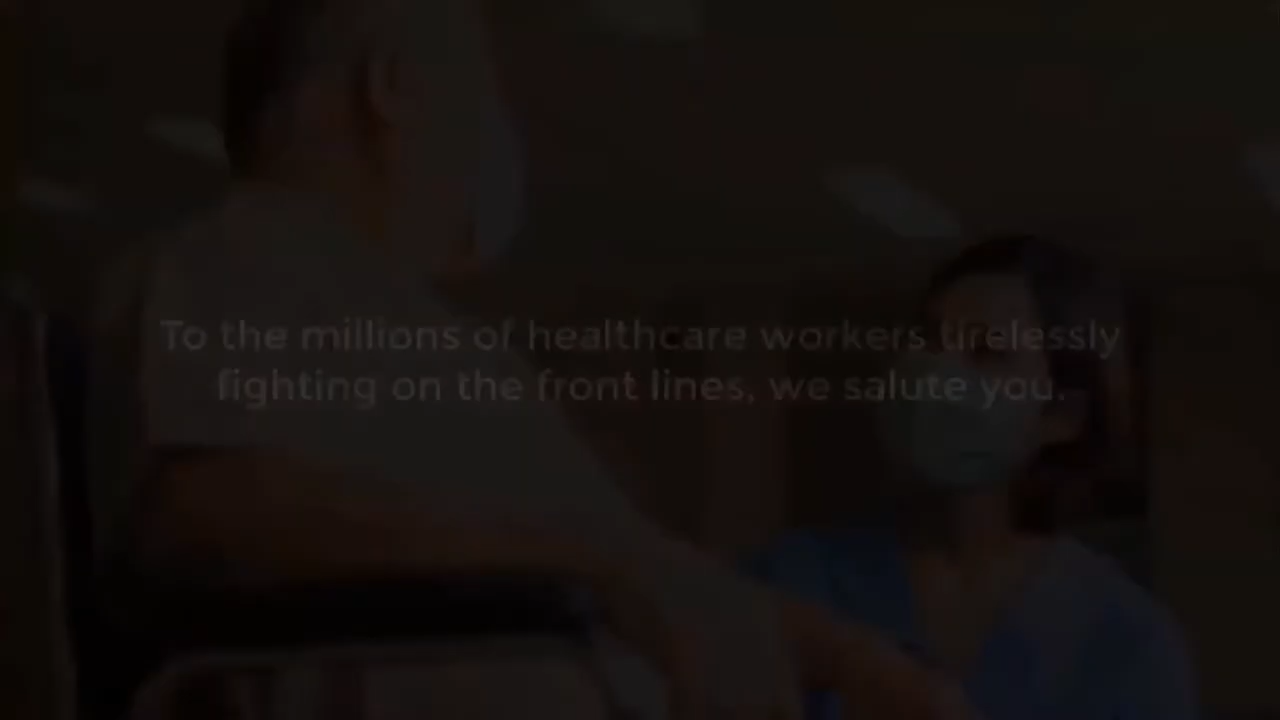 To the millions of healthcare workers tirelessly
fighting on the front lines, we salute you.